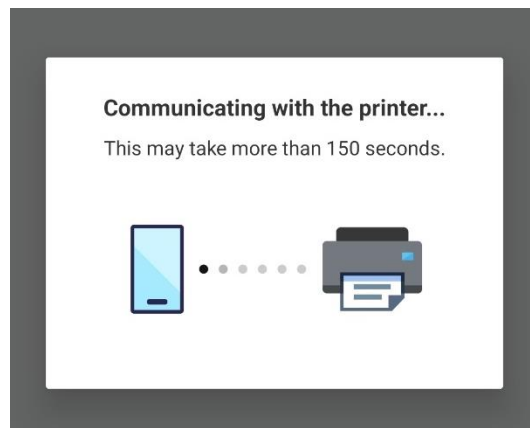 Communicating with the printer...
This may take more than 150 seconds.